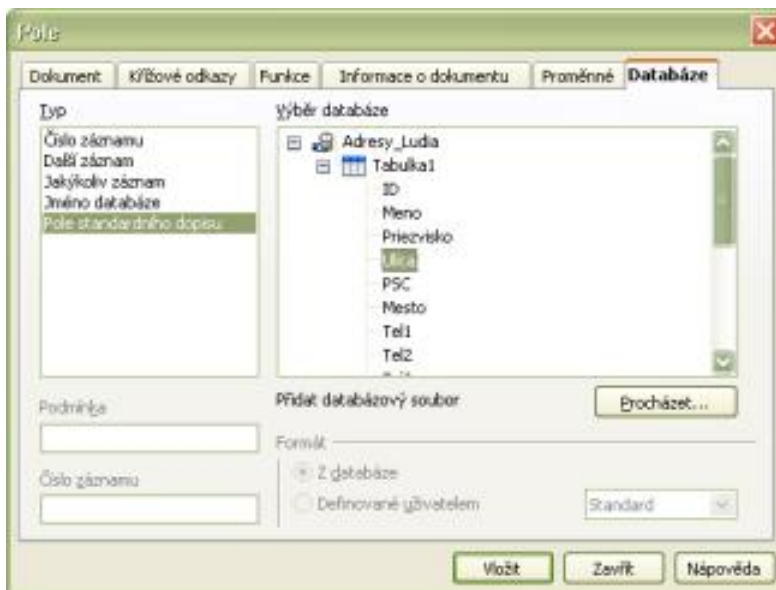 Pole
Dokument Křížové odkazy Funkce Informace o dokumentu Proměnné Databáze
Typ
Číslo záznamu
Další záznam
Jakýkoliv záznam
Jméno databáze
Pole standardního dopisu
Výběr databáze
Adresy_Ludia
Tabulka1
ID
Meno
Priezvisko
Ulica
PSC
Mesto
Tel1
Tel2
Přidat databázový soubor Procházet...
Podmínka
Číslo záznamu
Formát
Z databáze
Definované uživatelem Standard
Vložit Zavřít Nápověda